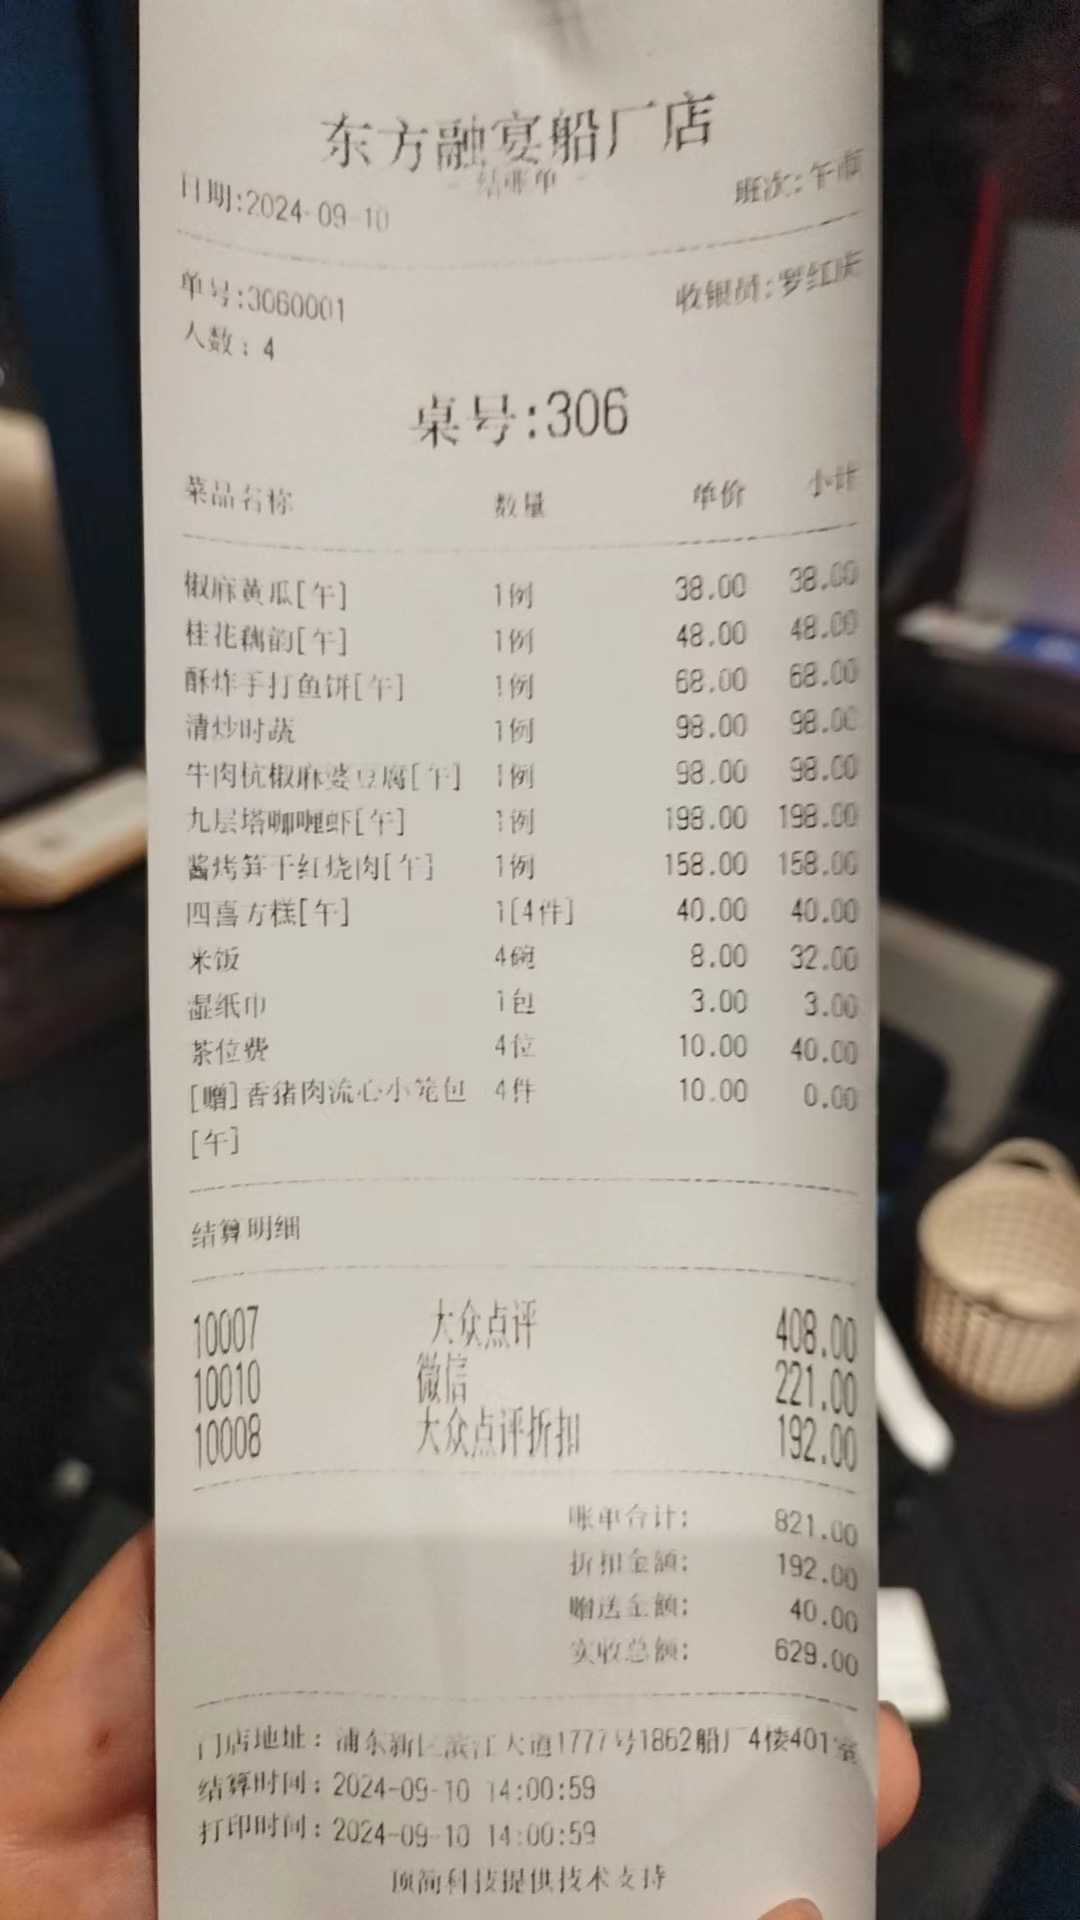 东方融宴船厂店
- 结账单 -
日期:2024-09-10 班次:午市
单号:3060001 收银员:罗红庆
人数: 4
桌号:306
菜品名称 数量 单价 小计
椒麻黄瓜[午] 1例 38.00 38.00
桂花藕韵[午] 1例 48.00 48.00
酥炸手打鱼饼[午] 1例 68.00 68.00
清炒时蔬 1例 98.00 98.00
牛肉杭椒麻婆豆腐[午] 1例 98.00 98.00
九层塔咖喱虾[午] 1例 198.00 198.00
酱烤笋干红烧肉[午] 1例 158.00 158.00
四喜方糕[午] 1[4件] 40.00 40.00
米饭 4碗 8.00 32.00
湿纸巾 1包 3.00 3.00
茶位费 4位 10.00 40.00
[赠]香猪肉流心小笼包 4件 10.00 0.00
[午]
结算明细
10007 大众点评 408.00
10010 微信 221.00
10008 大众点评折扣 192.00
账单合计: 821.00
折扣金额: 192.00
赠送金额: 40.00
实收总额: 629.00
门店地址: 浦东新区滨江大道1777号1862船厂4楼401室
结算时间: 2024-09-10 14:00:59
打印时间: 2024-09-10 14:00:59
顶简科技提供技术支持